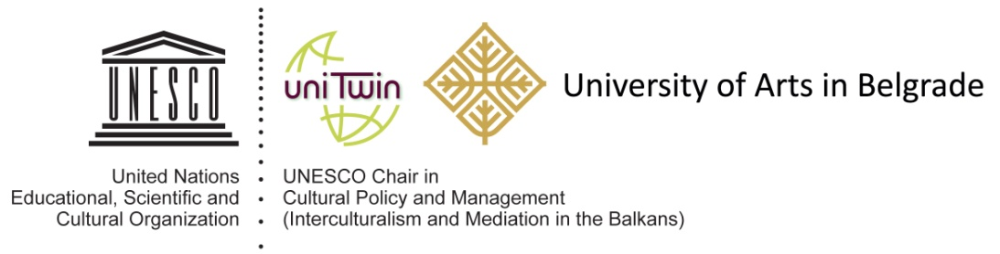 UNESCO
United Nations
Educational, Scientific and
Cultural Organization
uniTwin
University of Arts in Belgrade
UNESCO Chair in
Cultural Policy and Management
(Interculturalism and Mediation in the Balkans)